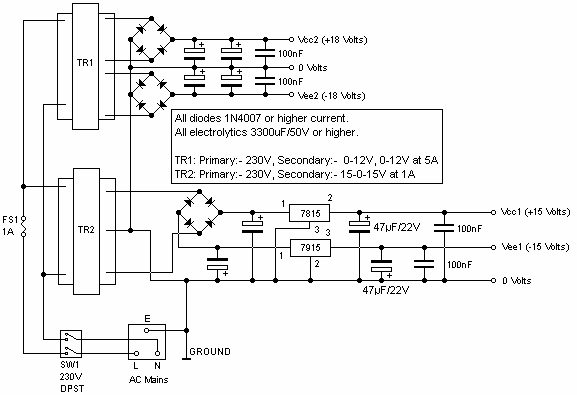 TR1
Vcc2 (+18 Volts)
+
+
100nF
0 Volts
+
+
100nF
Vee2 (-18 Volts)
All diodes 1N4007 or higher current.
All electrolytics 3300uF/50V or higher.
TR1: Primary:- 230V, Secondary:- 0-12V, 0-12V at 5A
TR2: Primary:- 230V, Secondary:- 15-0-15V at 1A
FS1
1A
TR2
1
7815
2
3
Vcc1 (+15 Volts)
+
+
47µF/22V
100nF
1
7915
3
2
Vee1 (-15 Volts)
+
+
47µF/22V
100nF
0 Volts
E
L
N
GROUND
SW1
230V
DPST
AC Mains